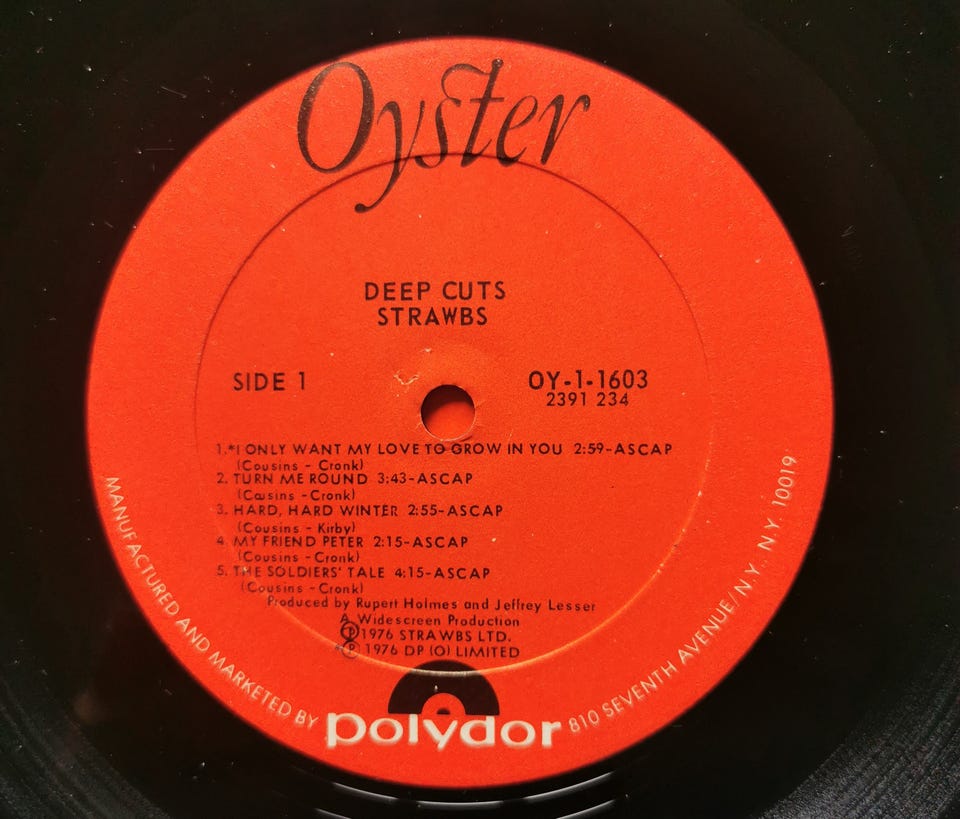 Oyster
DEEP CUTS
STRAWBS
SIDE 1
OY-1-1603
2391 234
1.*I ONLY WANT MY LOVE TO GROW IN YOU 2:59-ASCAP
(Cousins - Cronk)
2. TURN ME ROUND 3:43-ASCAP
(Cousins - Cronk)
3. HARD, HARD WINTER 2:55-ASCAP
(Cousins - Kirby)
4. MY FRIEND PETER 2:15-ASCAP
(Cousins - Cronk)
5. THE SOLDIERS' TALE 4:15-ASCAP
(Cousins - Cronk)
Produced by Rupert Holmes and Jeffrey Lesser
A Widescreen Production
Ⓟ1976 STRAWBS LTD.
*Ⓟ 1976 DP (O) LIMITED
MANUFACTURED AND MARKETED BY polydor 810 SEVENTH AVENUE/N.Y. N.Y. 10019